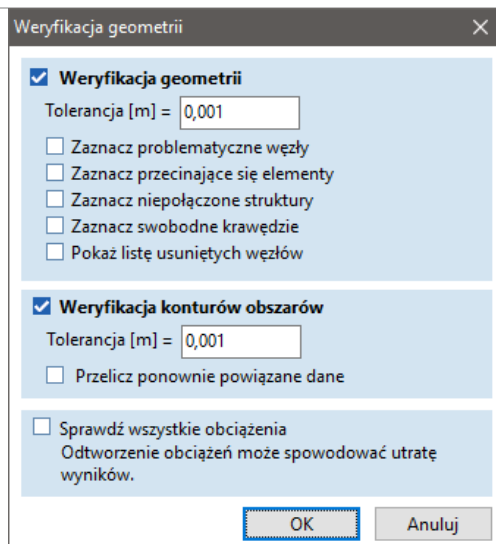 Weryfikacja geometrii
Weryfikacja geometrii
Tolerancja [m] = 0,001
Zaznacz problematyczne węzły
Zaznacz przecinające się elementy
Zaznacz niepołączone struktury
Zaznacz swobodne krawędzie
Pokaż listę usuniętych węzłów
Weryfikacja konturów obszarów
Tolerancja [m] = 0,001
Przelicz ponownie powiązane dane
Sprawdź wszystkie obciążenia
Odtworzenie obciążeń może spowodować utratę
wyników.
OK Anuluj